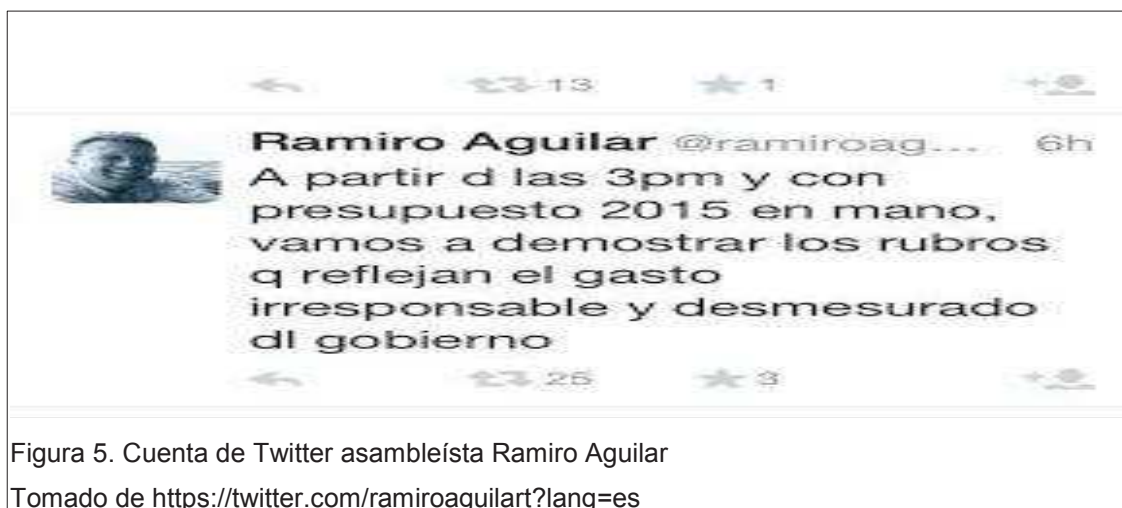 13 1
Ramiro Aguilar @ramiroag... 6h
A partir d las 3pm y con
presupuesto 2015 en mano,
vamos a demostrar los rubros
q reflejan el gasto
irresponsable y desmesurado
dl gobierno
25 3
Figura 5. Cuenta de Twitter asambleísta Ramiro Aguilar
Tomado de https://twitter.com/ramiroaguilart?lang=es